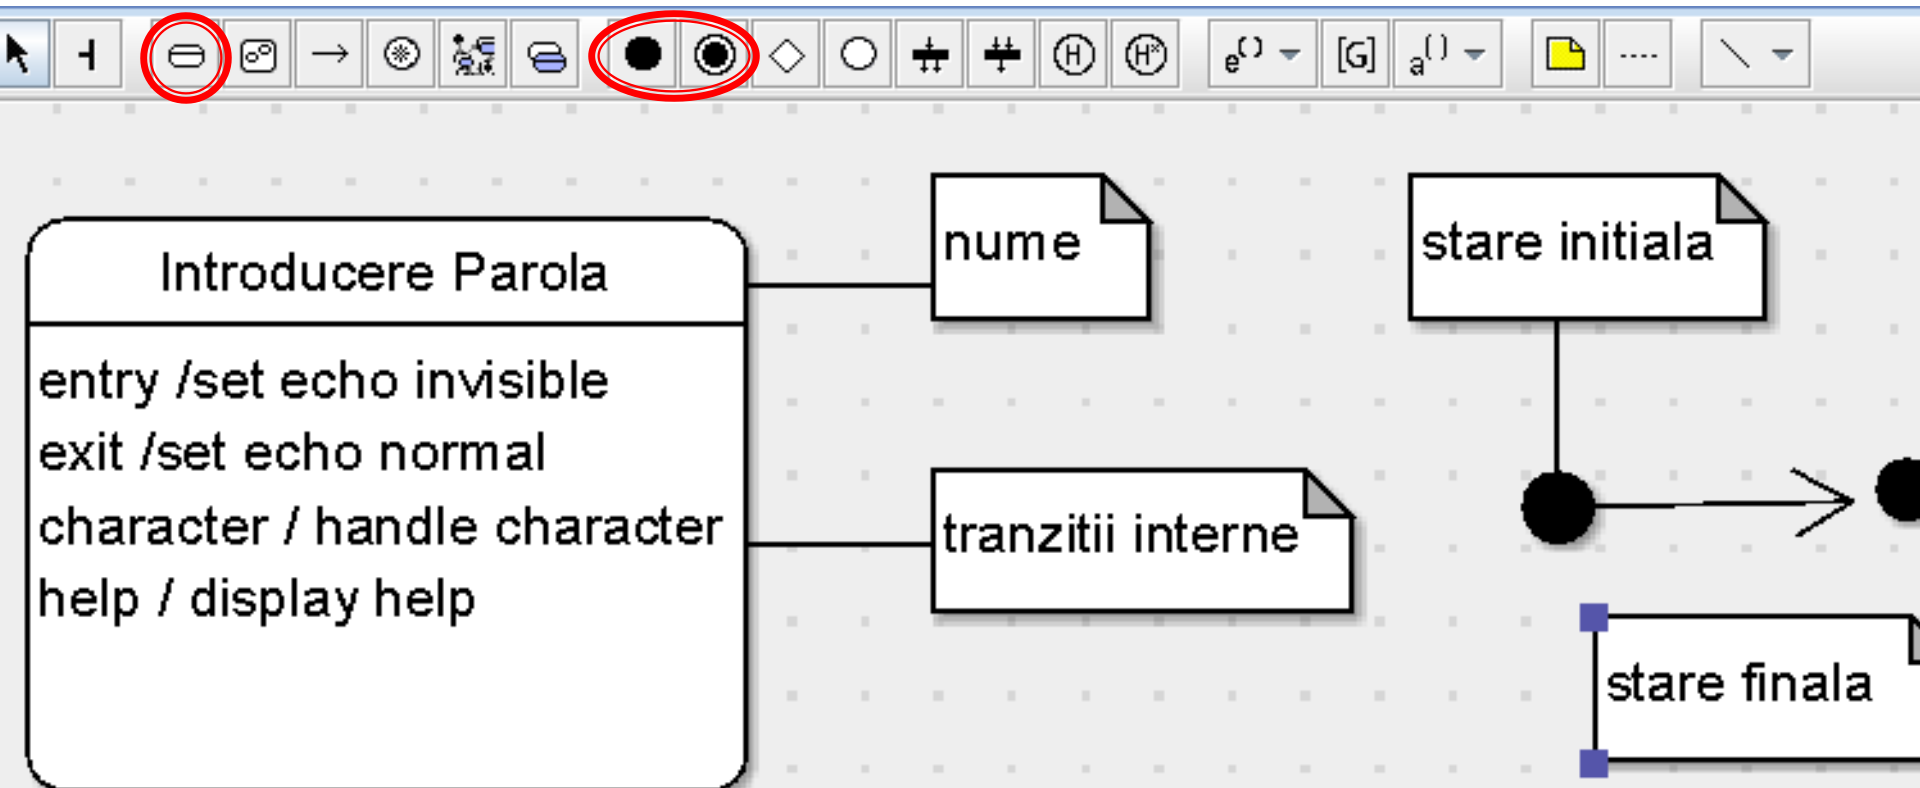 H H* e() [G] a()
Introducere Parola
entry /set echo invisible
exit /set echo normal
character / handle character
help / display help
nume
tranzitii interne
stare initiala
stare finala